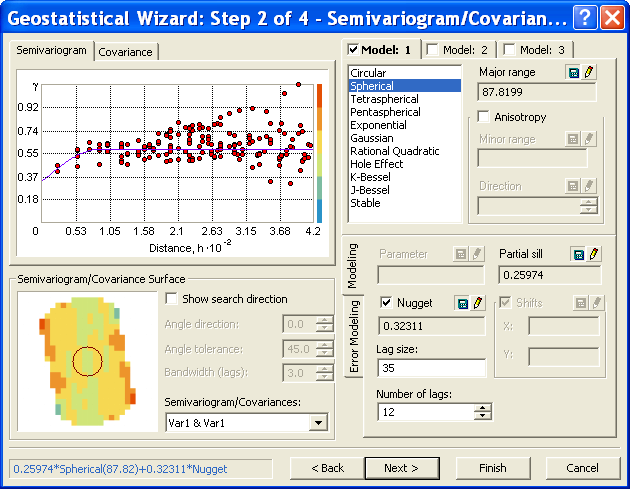 Geostatistical Wizard: Step 2 of 4 - Semivariogram/Covarian...
Semivariogram
Covariance
γ
0.92
0.74
0.55
0.37
0.18
0 0.53 1.05 1.58 2.1 2.63 3.15 3.68 4.2
Distance, h ·10⁻²
Model: 1
Model: 2
Model: 3
Circular
Spherical
Tetraspherical
Pentaspherical
Exponential
Gaussian
Rational Quadratic
Hole Effect
K-Bessel
J-Bessel
Stable
Major range
87.8199
Anisotropy
Minor range
Direction
Semivariogram/Covariance Surface
Show search direction
Angle direction: 0.0
Angle tolerance: 45.0
Bandwidth (lags): 3.0
Semivariogram/Covariances:
Var1 & Var1
Modeling
Error Modeling
Parameter
Partial sill
0.25974
Nugget
0.32311
Shifts
X:
Y:
Lag size:
35
Number of lags:
12
0.25974*Spherical(87.82)+0.32311*Nugget
< Back
Next >
Finish
Cancel